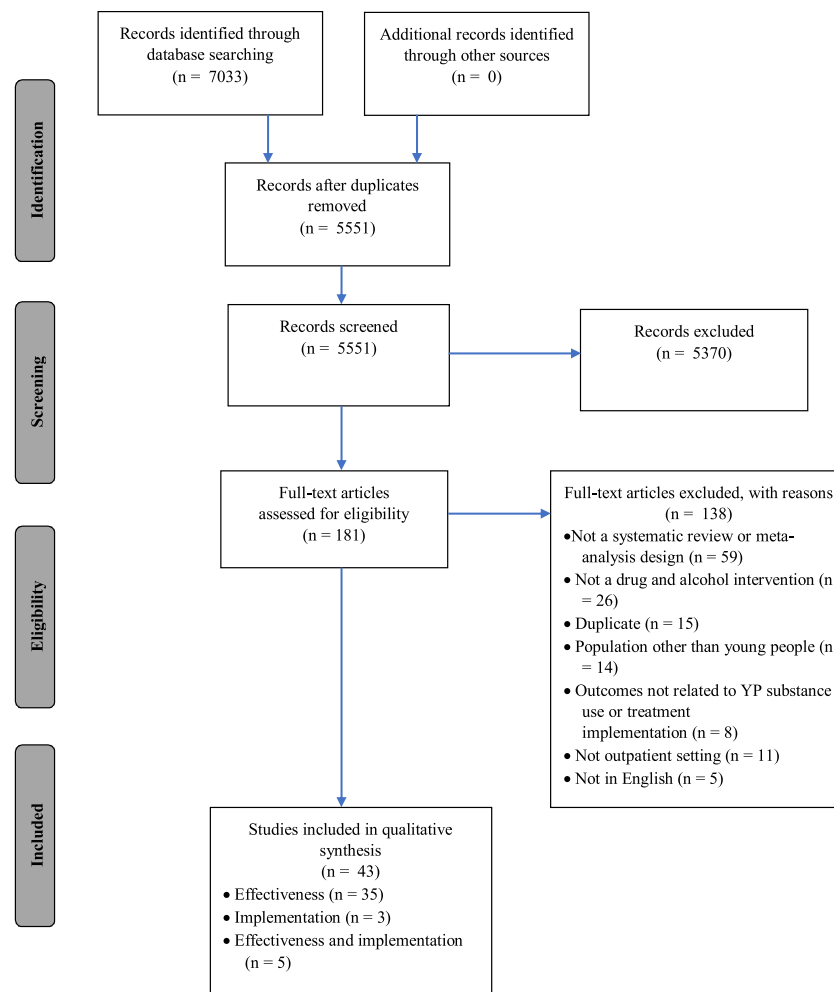 Records identified through
database searching
(n = 7033)
Additional records identified
through other sources
(n = 0)
Identification
Records after duplicates
removed
(n = 5551)
Screening
Records screened
(n = 5551)
Records excluded
(n = 5370)
Eligibility
Full-text articles
assessed for eligibility
(n = 181)
Full-text articles excluded, with reasons
(n = 138)
•Not a systematic review or meta-
analysis design (n = 59)
• Not a drug and alcohol intervention (n
= 26)
• Duplicate (n = 15)
• Population other than young people (n
= 14)
• Outcomes not related to YP substance
use or treatment
implementation (n = 8)
• Not outpatient setting (n = 11)
• Not in English (n = 5)
Included
Studies included in qualitative
synthesis
(n = 43)
• Effectiveness (n = 35)
• Implementation (n = 3)
• Effectiveness and implementation
(n = 5)